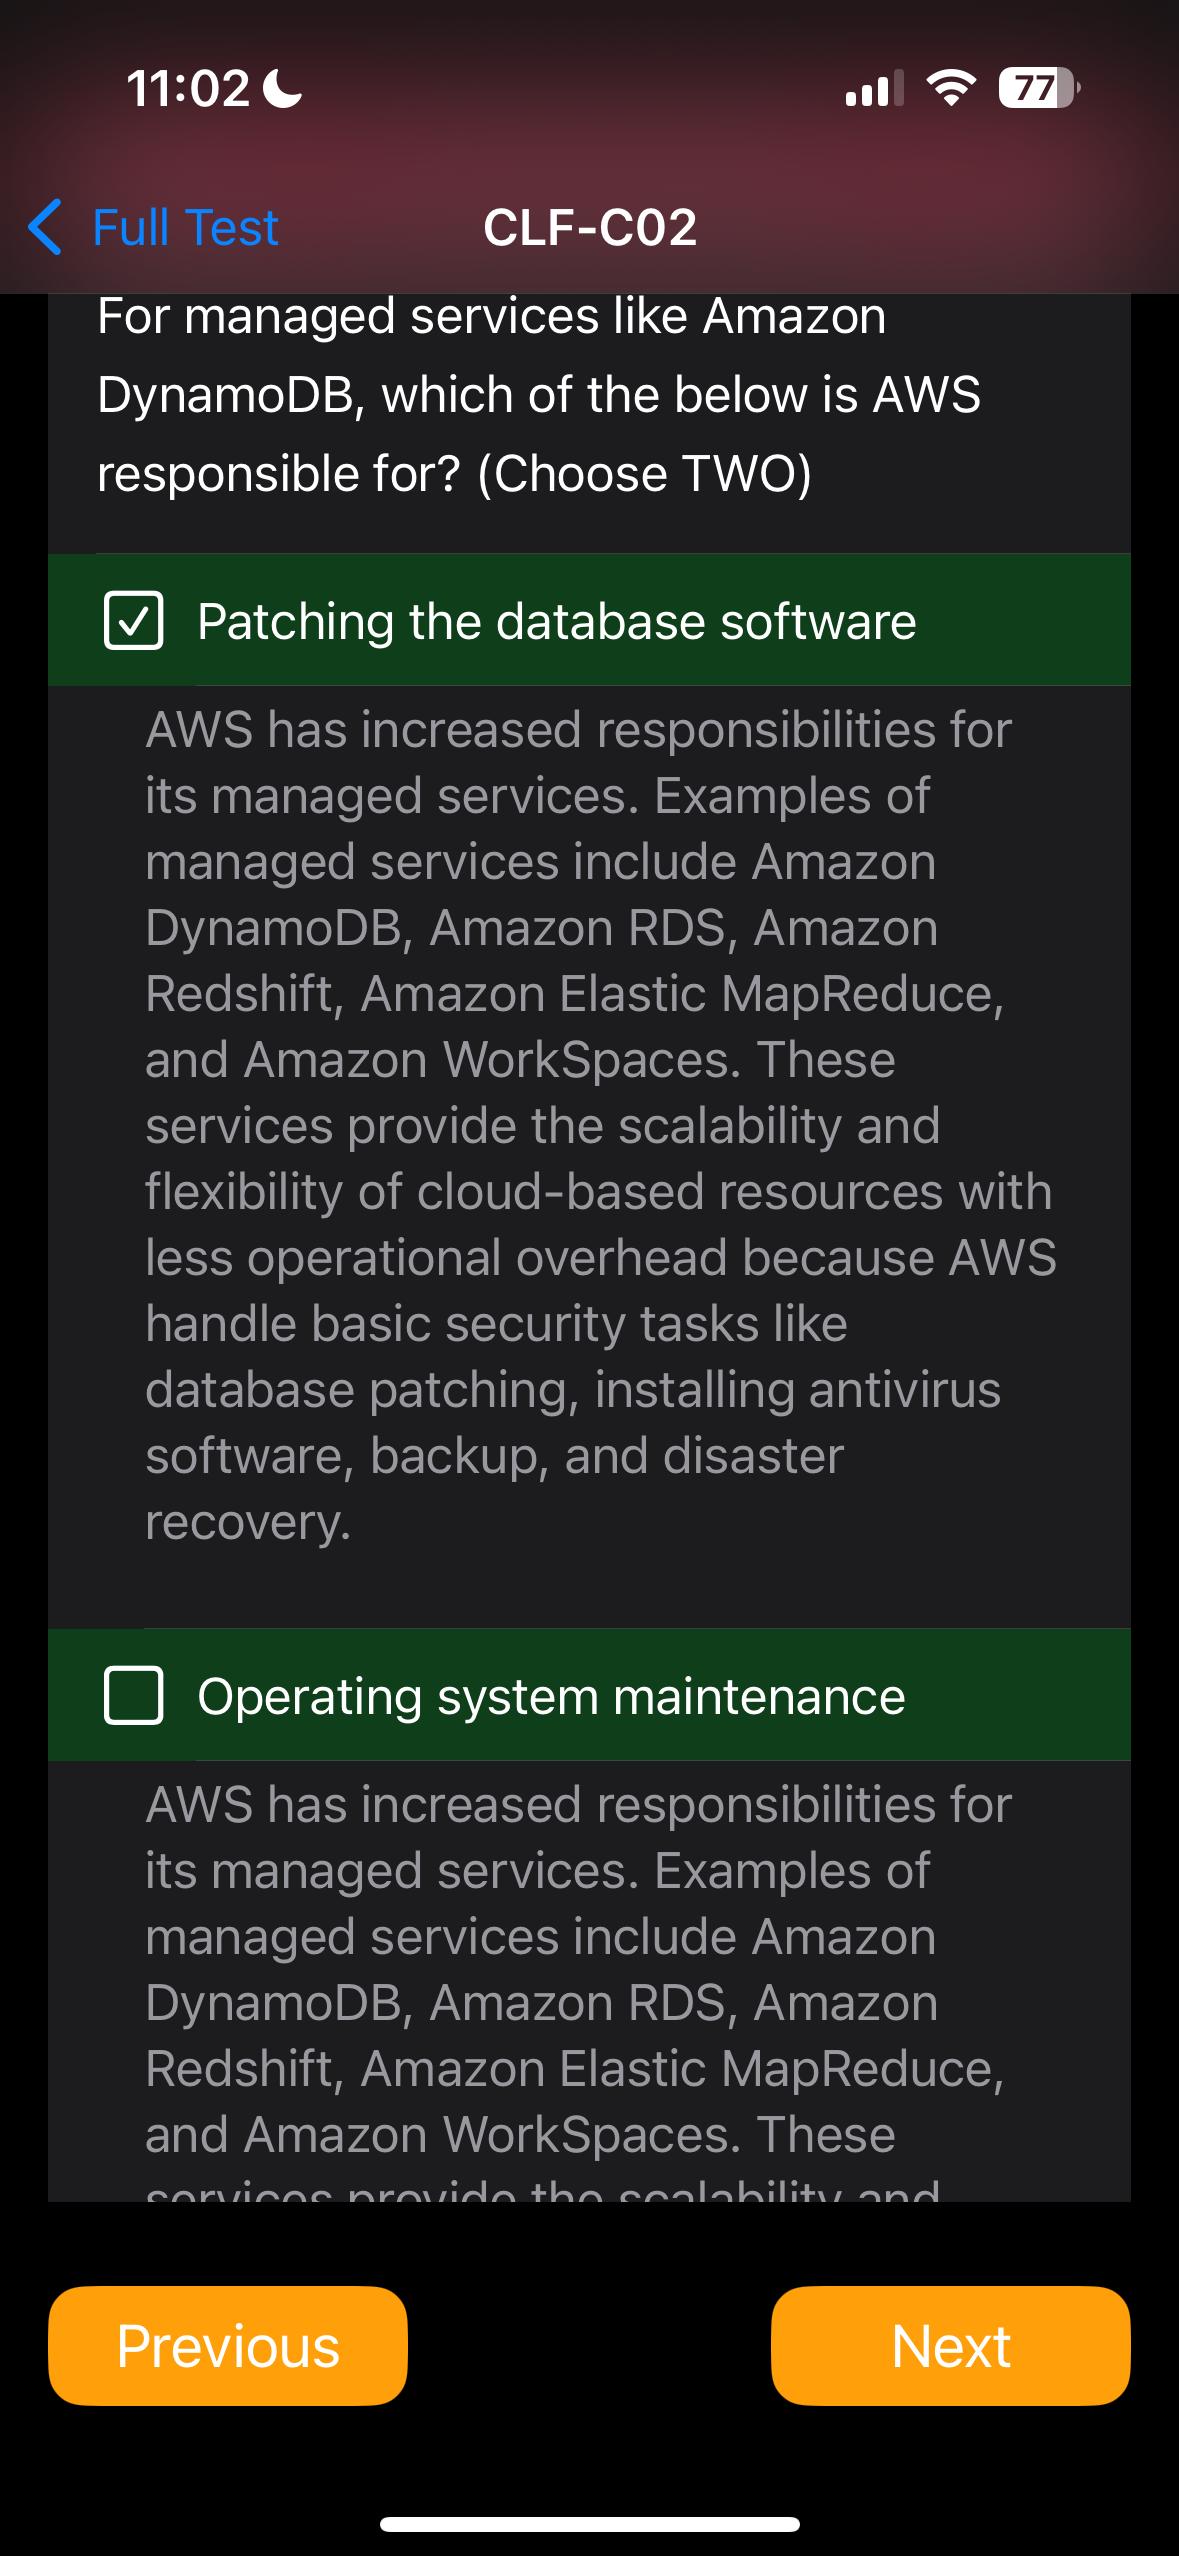 11:02
77
Full Test
CLF-C02
For managed services like Amazon
DynamoDB, which of the below is AWS
responsible for? (Choose TWO)
Patching the database software
AWS has increased responsibilities for
its managed services. Examples of
managed services include Amazon
DynamoDB, Amazon RDS, Amazon
Redshift, Amazon Elastic MapReduce,
and Amazon WorkSpaces. These
services provide the scalability and
flexibility of cloud-based resources with
less operational overhead because AWS
handle basic security tasks like
database patching, installing antivirus
software, backup, and disaster
recovery.
Operating system maintenance
AWS has increased responsibilities for
its managed services. Examples of
managed services include Amazon
DynamoDB, Amazon RDS, Amazon
Redshift, Amazon Elastic MapReduce,
and Amazon WorkSpaces. These
services provide the scalability and
Previous
Next